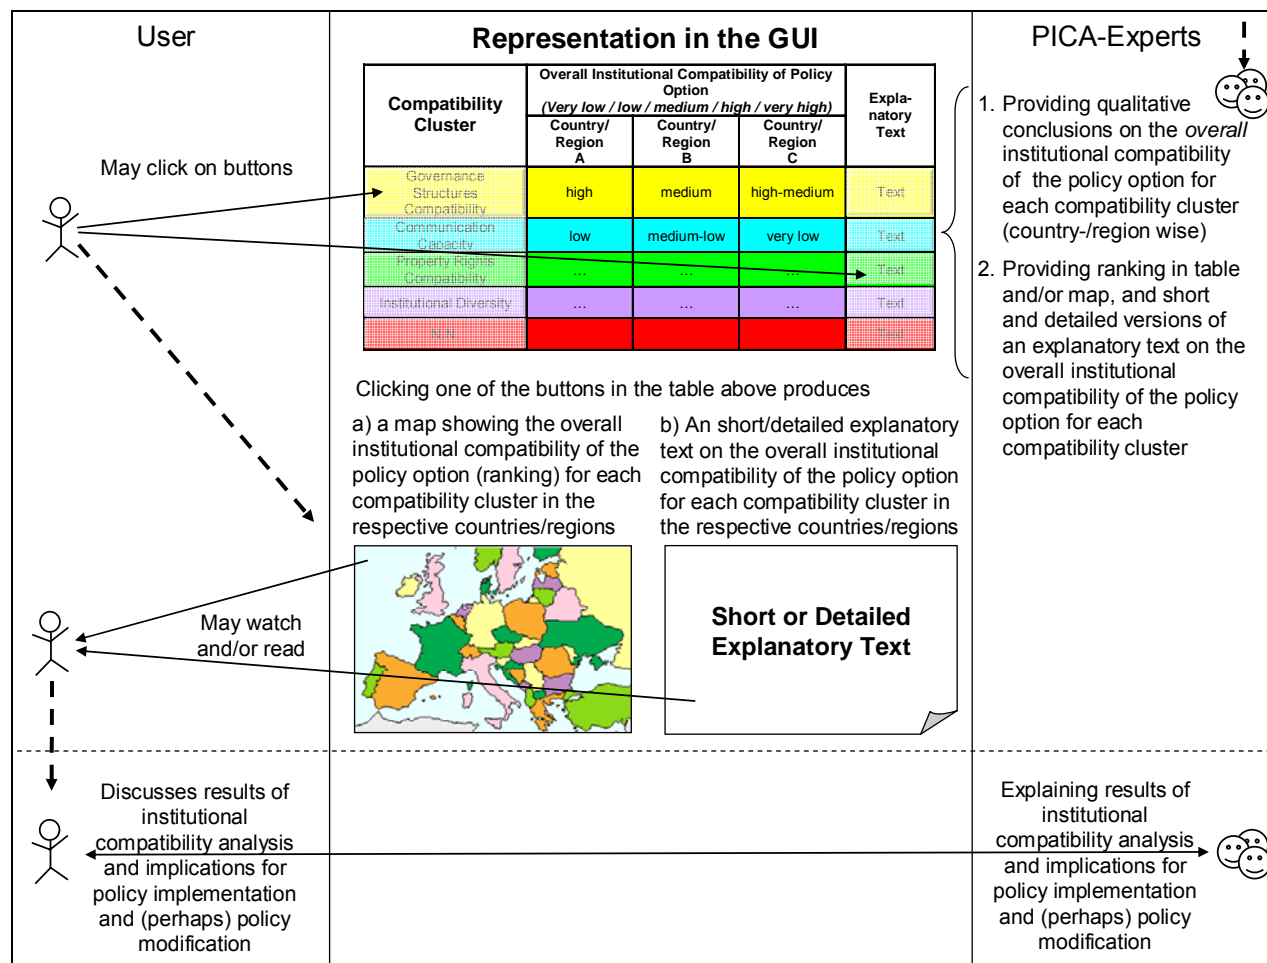 User
Representation in the GUI
PICA-Experts
Compatibility
Cluster
Overall Institutional Compatibility of Policy
Option
(Very low / low / medium / high / very high)
Expla-
natory
Text
Country/
Region
A
Country/
Region
B
Country/
Region
C
Governance
Structures
Compatibility
high
medium
high-medium
Text
Communication
Capacity
low
medium-low
very low
Text
Property Rights
Compatibility
…
…
…
Text
Institutional Diversity
…
…
…
Text
N.N.
Text
May click on buttons
1. Providing qualitative
conclusions on the overall
institutional compatibility
of the policy option for
each compatibility cluster
(country-/region wise)
2. Providing ranking in table
and/or map, and short
and detailed versions of
an explanatory text on the
overall institutional
compatibility of the policy
option for each
compatibility cluster
Clicking one of the buttons in the table above produces
a) a map showing the overall
institutional compatibility of the
policy option (ranking) for each
compatibility cluster in the
respective countries/regions
b) An short/detailed explanatory
text on the overall institutional
compatibility of the policy option
for each compatibility cluster in
the respective countries/regions
May watch
and/or read
Short or Detailed
Explanatory Text
Discusses results of
institutional
compatibility analysis
and implications for
policy implementation
and (perhaps) policy
modification
Explaining results of
institutional
compatibility analysis
and implications for
policy implementation
and (perhaps) policy
modification